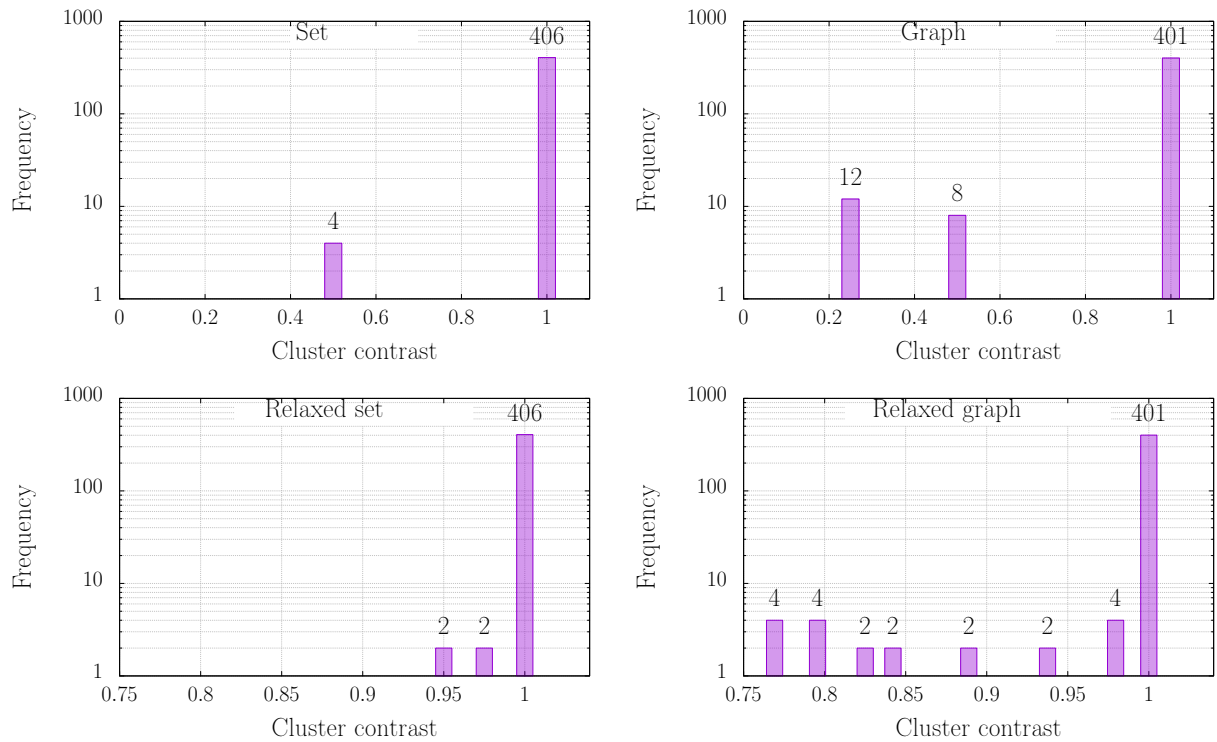 Set
1000
100
10
1
Frequency
406
4
0 0.2 0.4 0.6 0.8 1
Cluster contrast
Graph
1000
100
10
1
Frequency
401
12
8
0 0.2 0.4 0.6 0.8 1
Cluster contrast
Relaxed set
1000
100
10
1
Frequency
406
2 2
0.75 0.8 0.85 0.9 0.95 1
Cluster contrast
Relaxed graph
1000
100
10
1
Frequency
401
4 4 2 2 2 2 4
0.75 0.8 0.85 0.9 0.95 1
Cluster contrast